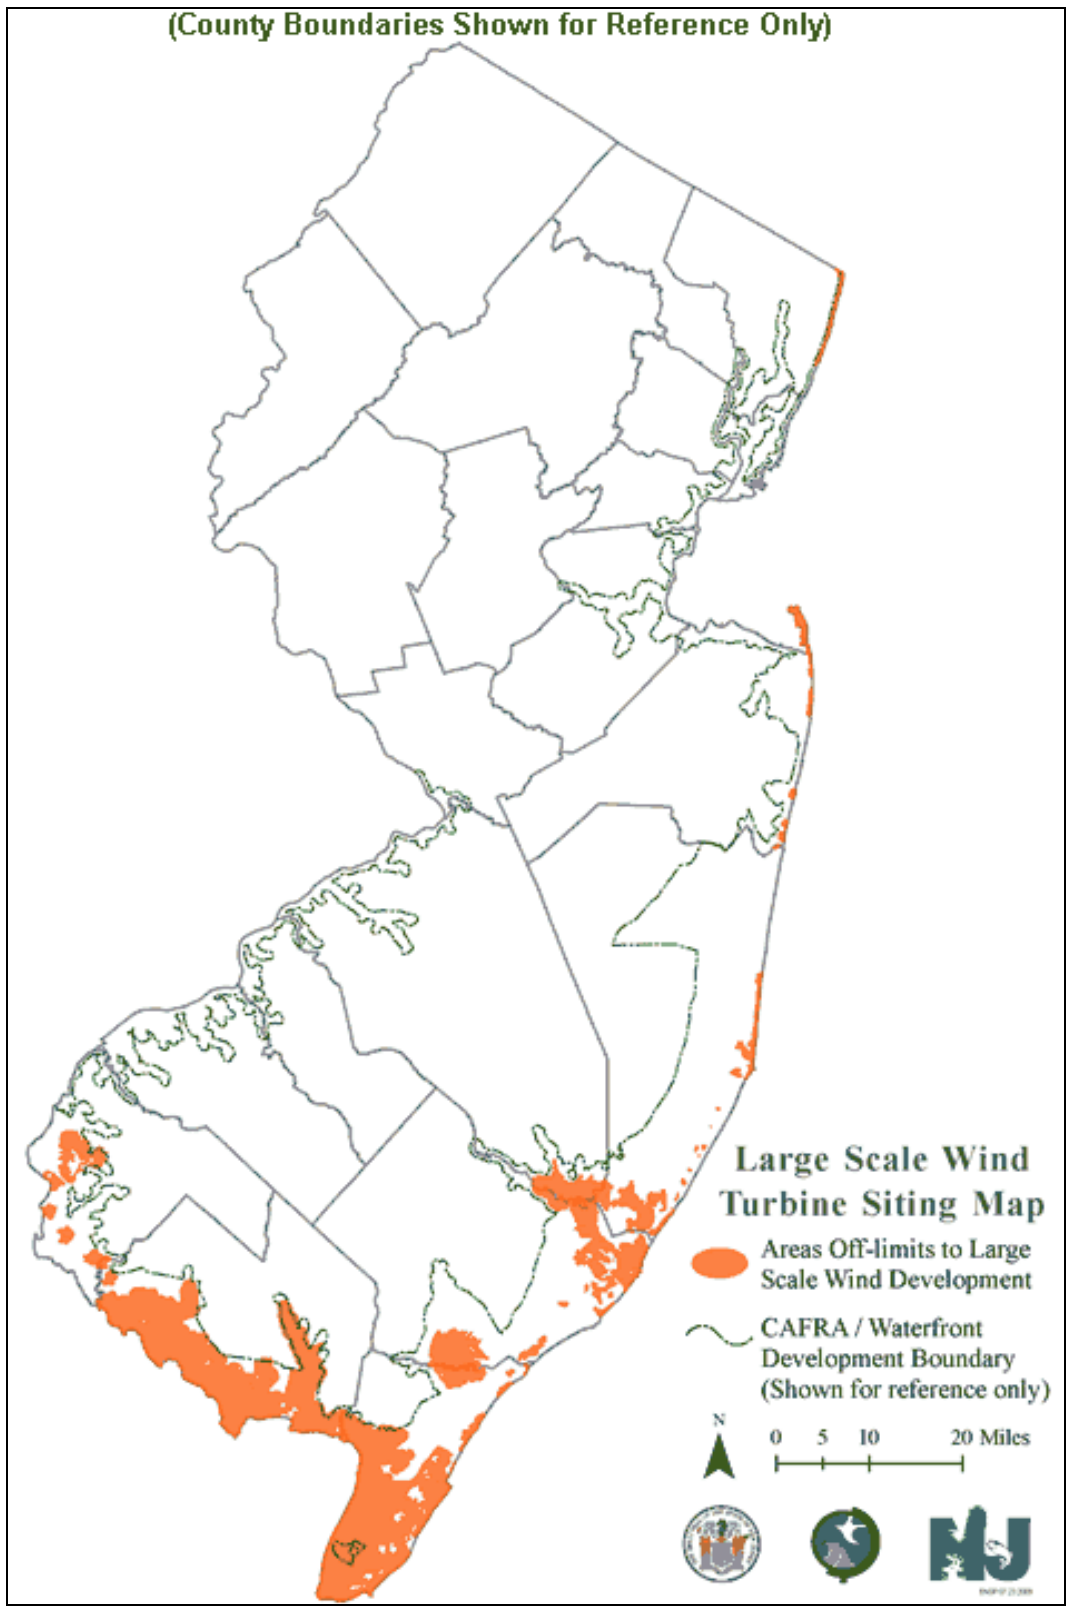 (County Boundaries Shown for Reference Only)
Large Scale Wind
Turbine Siting Map
Areas Off-limits to Large
Scale Wind Development
CAFRA / Waterfront
Development Boundary
(Shown for reference only)
N
0 5 10 20 Miles
NJ